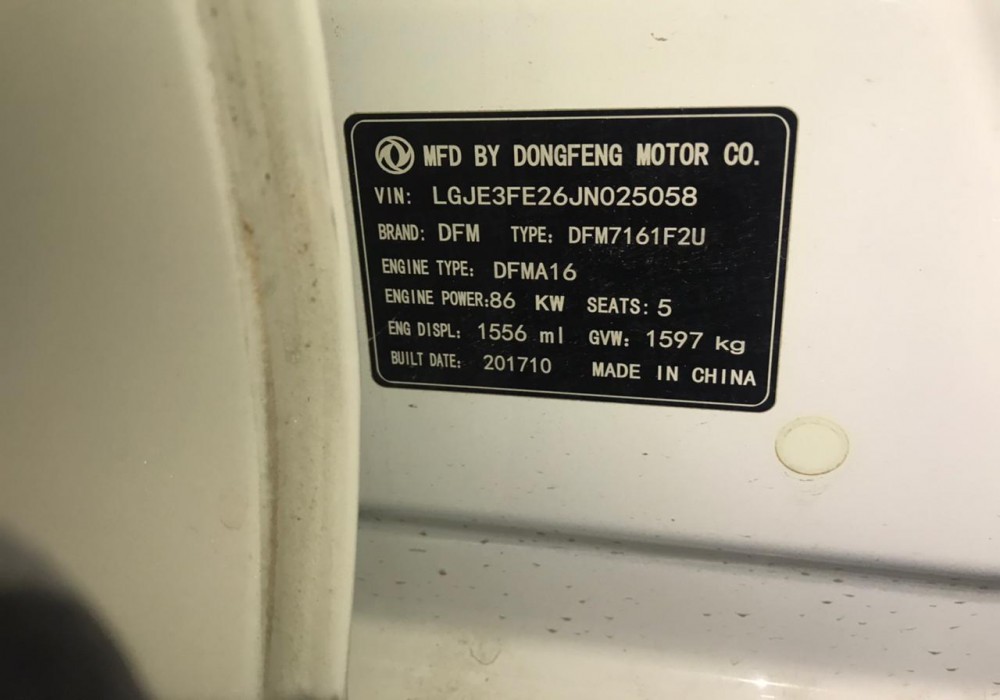 MFD BY DONGFENG MOTOR CO.
VIN: LGJE3FE26JN025058
BRAND: DFM TYPE: DFM7161F2U
ENGINE TYPE: DFMA16
ENGINE POWER:86 KW SEATS: 5
ENG DISPL: 1556 ml GVW: 1597 kg
BUILT DATE: 201710 MADE IN CHINA